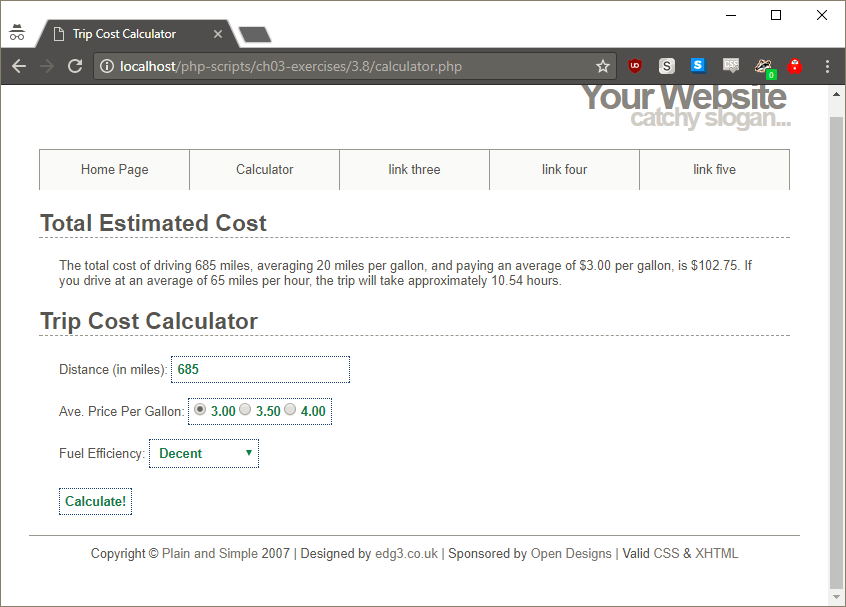 Trip Cost Calculator
localhost/php-scripts/ch03-exercises/3.8/calculator.php
UD S S CSS 0
Your Website
catchy slogan...
Home Page Calculator link three link four link five
Total Estimated Cost
The total cost of driving 685 miles, averaging 20 miles per gallon, and paying an average of $3.00 per gallon, is $102.75. If
you drive at an average of 65 miles per hour, the trip will take approximately 10.54 hours.
Trip Cost Calculator
Distance (in miles): 685
Ave. Price Per Gallon: 3.00 3.50 4.00
Fuel Efficiency: Decent
Calculate!
Copyright © Plain and Simple 2007 | Designed by edg3.co.uk | Sponsored by Open Designs | Valid CSS & XHTML